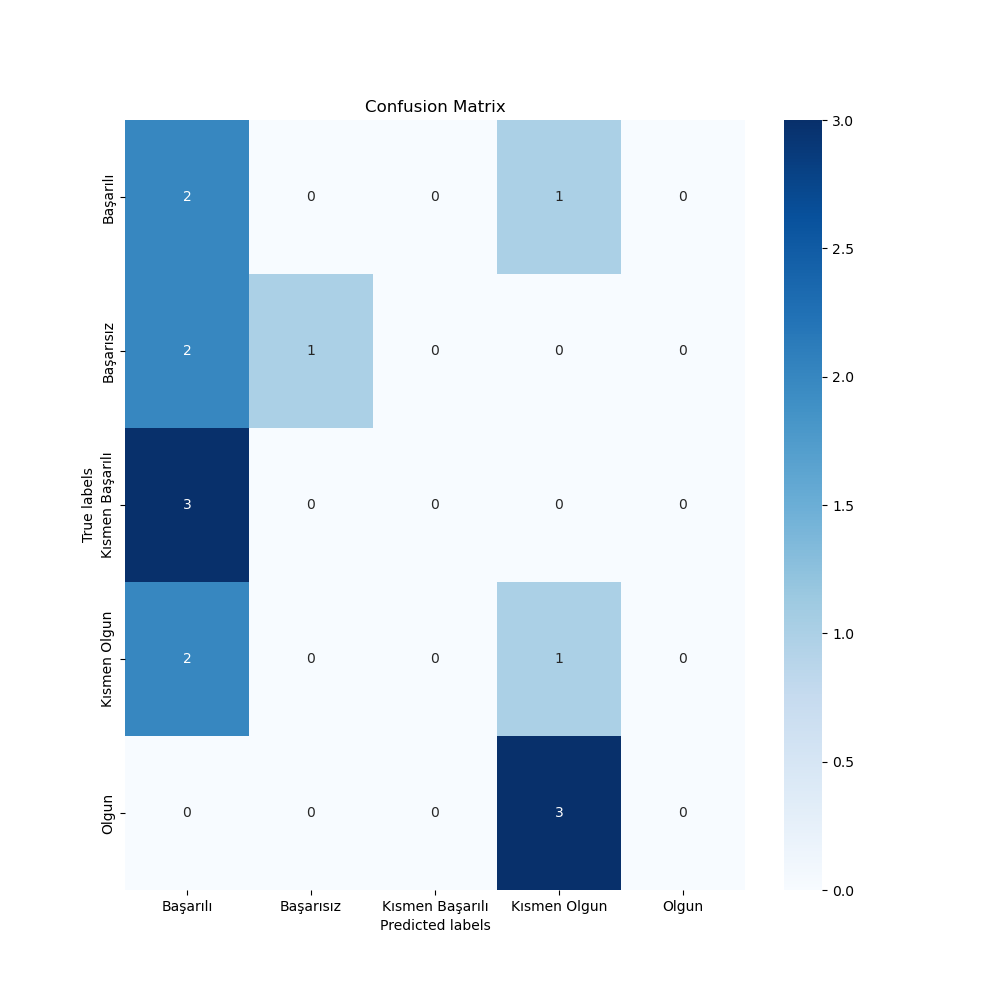 Confusion Matrix
True labels
Başarılı
2 0 0 1 0
Başarısız
2 1 0 0 0
Kısmen Başarılı
3 0 0 0 0
Kısmen Olgun
2 0 0 1 0
Olgun
0 0 0 3 0
Başarılı Başarısız Kısmen Başarılı Kısmen Olgun Olgun
Predicted labels
3.0
2.5
2.0
1.5
1.0
0.5
0.0